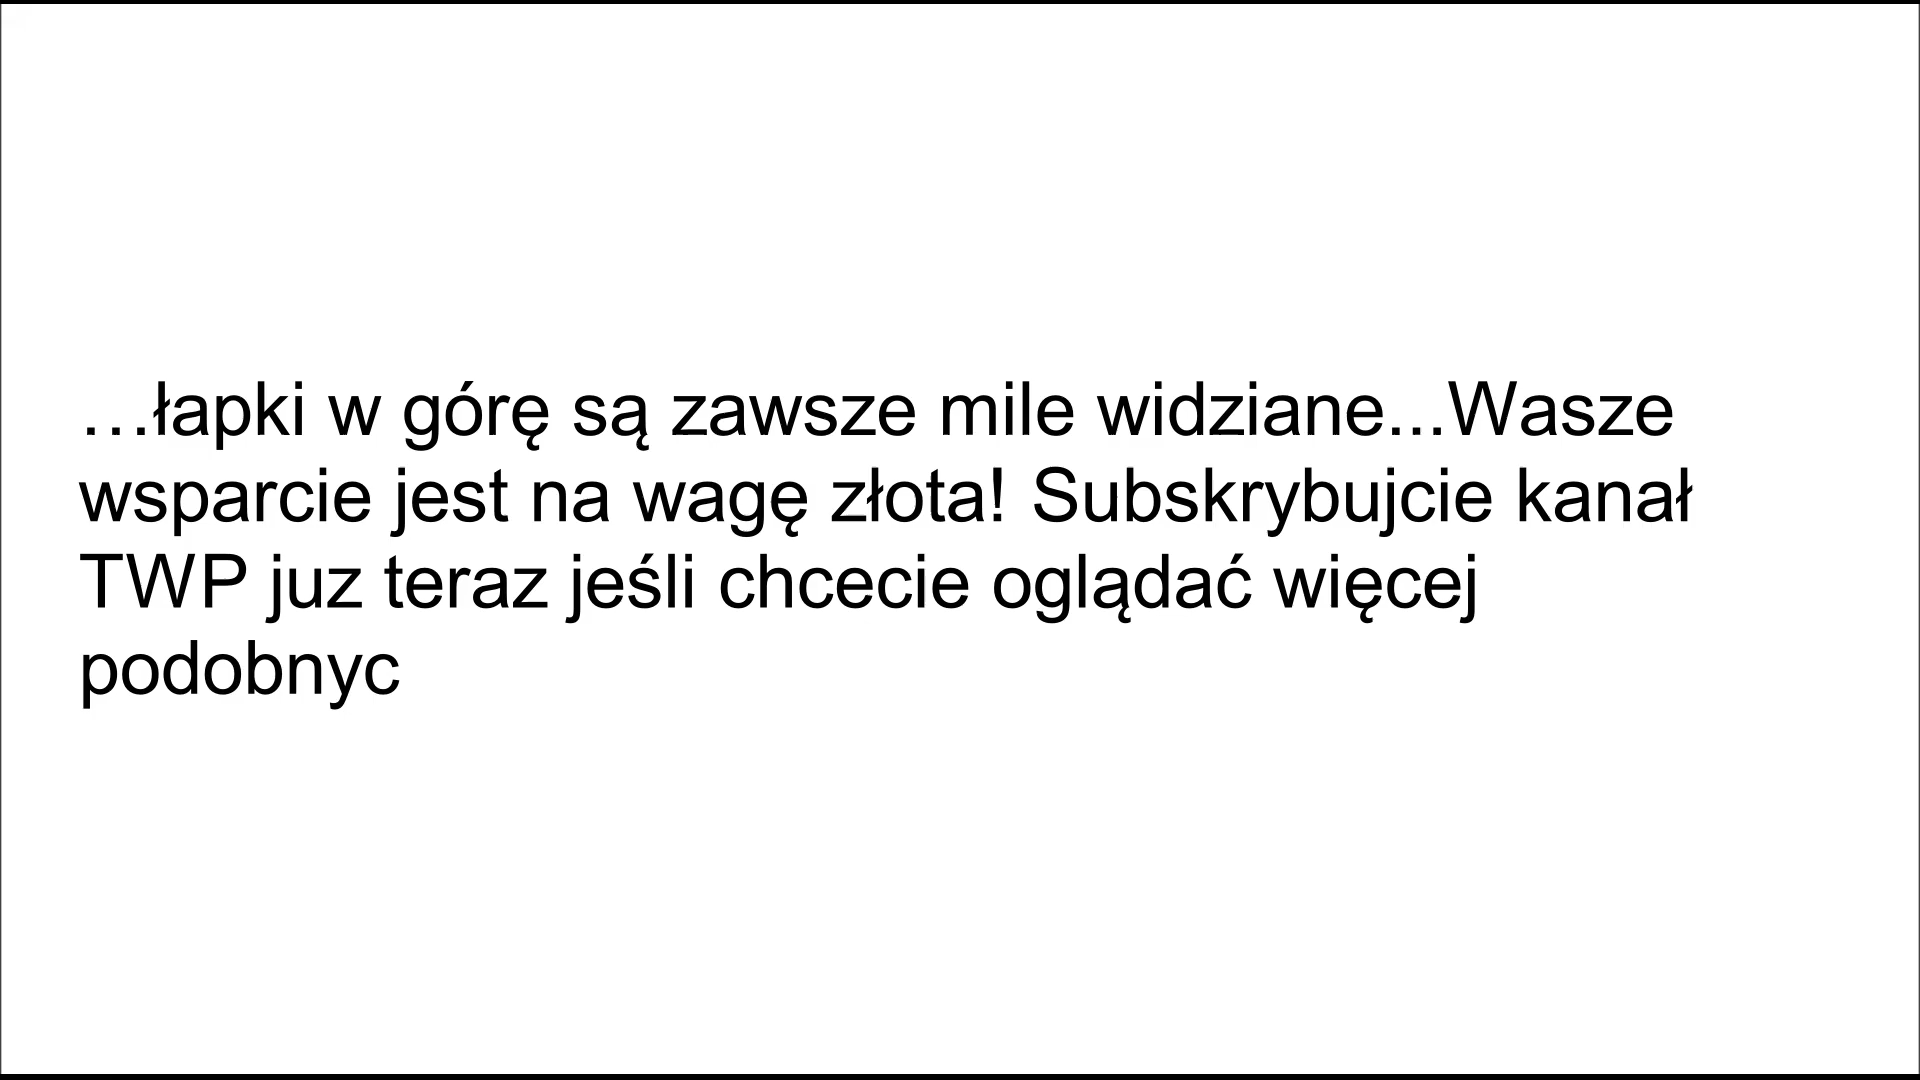 …łapki w górę są zawsze mile widziane...Wasze
wsparcie jest na wagę złota! Subskrybujcie kanał
TWP juz teraz jeśli chcecie oglądać więcej
podobnyc